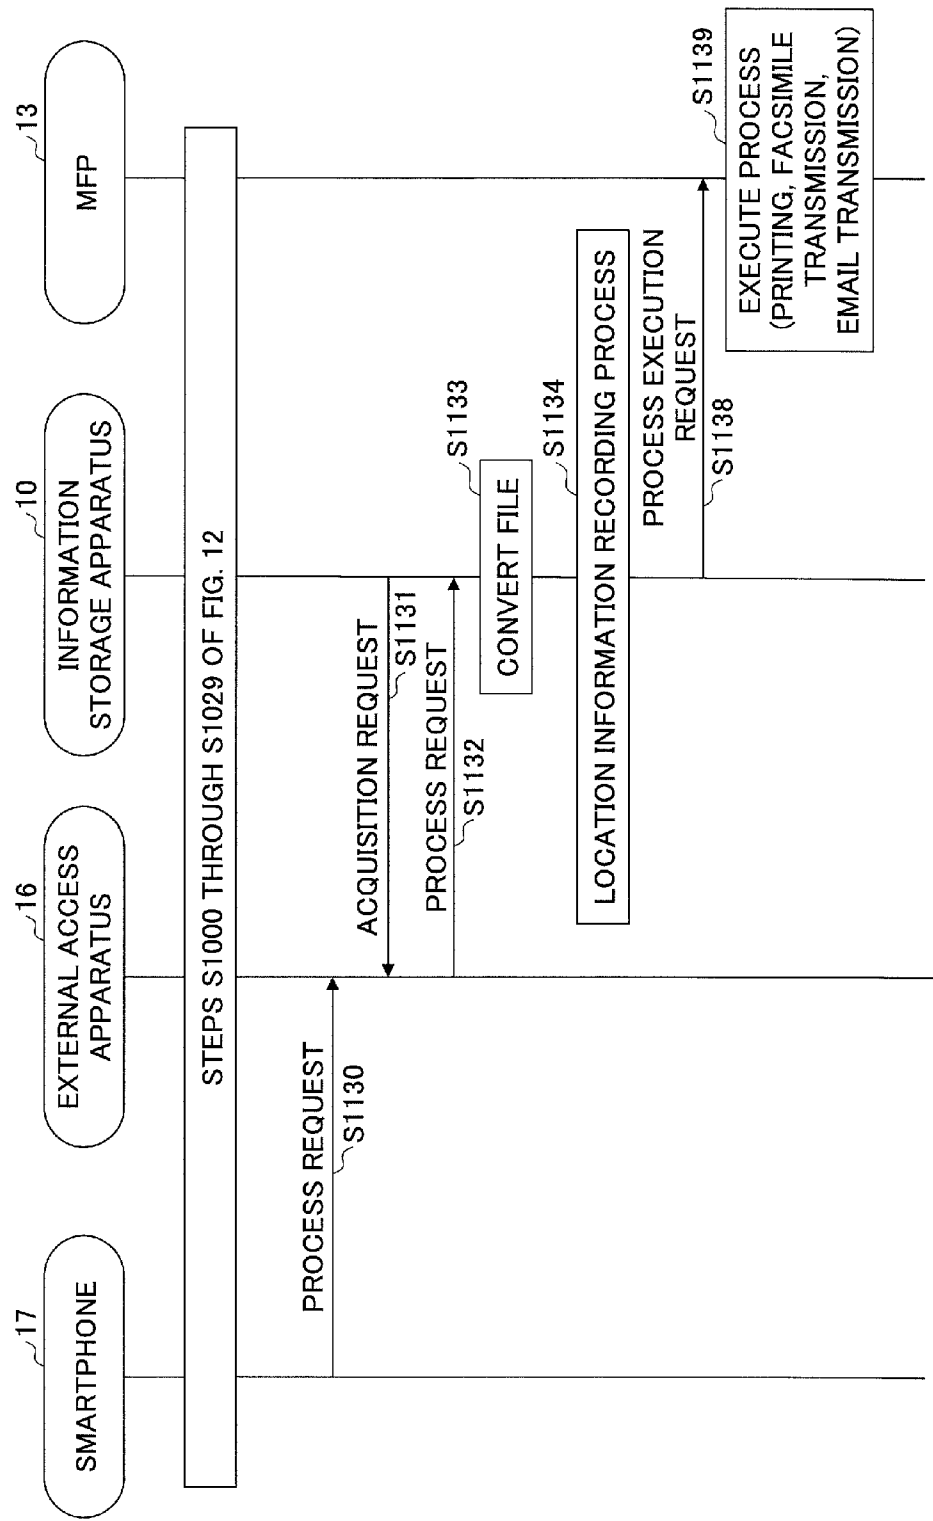 17
SMARTPHONE
16
EXTERNAL ACCESS
APPARATUS
10
INFORMATION
STORAGE APPARATUS
13
MFP
STEPS S1000 THROUGH S1029 OF FIG. 12
PROCESS REQUEST
S1130
ACQUISITION REQUEST
S1131
PROCESS REQUEST
S1132
S1133
CONVERT FILE
S1134
LOCATION INFORMATION RECORDING PROCESS
PROCESS EXECUTION
REQUEST
S1138
S1139
EXECUTE PROCESS
(PRINTING, FACSIMILE
TRANSMISSION,
EMAIL TRANSMISSION)